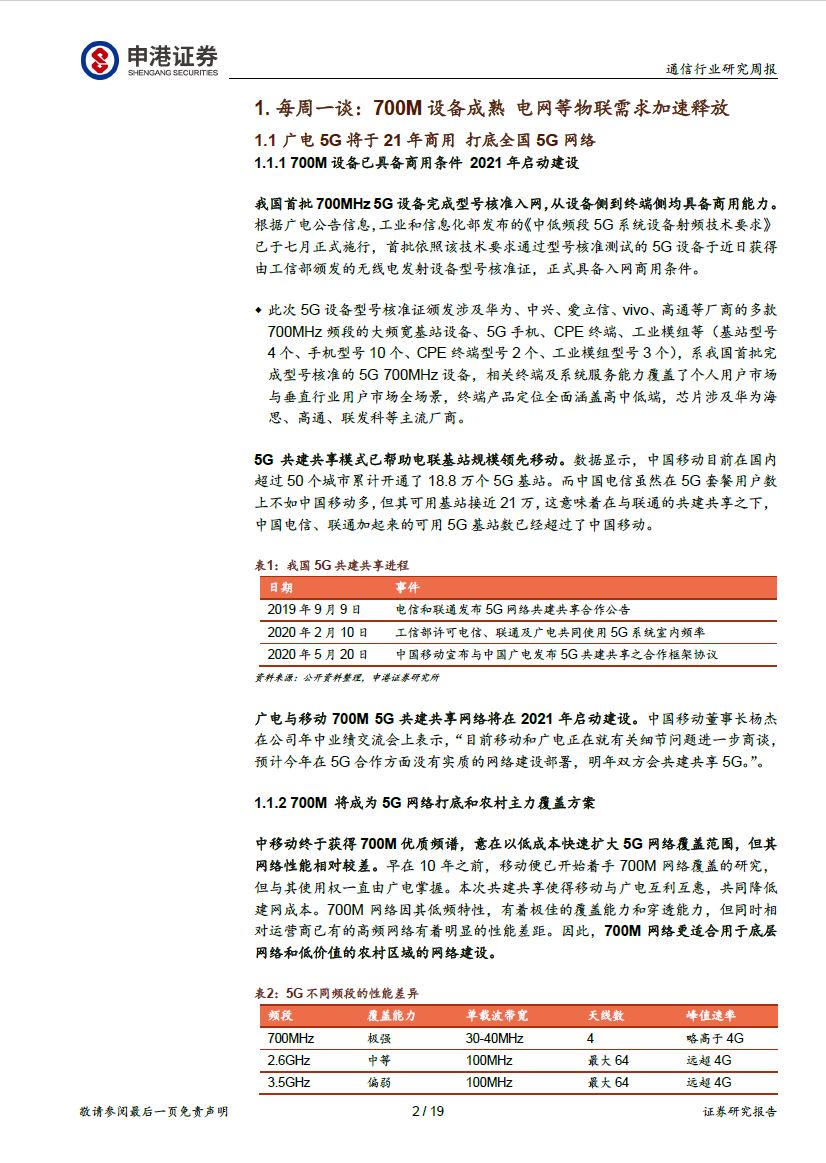 申港证券
SHENGANG SECURITIES
通信行业研究周报
1. 每周一谈：700M 设备成熟 电网等物联需求加速释放
1.1 广电 5G 将于 21 年商用 打底全国 5G 网络
1.1.1 700M 设备已具备商用条件 2021 年启动建设
我国首批 700MHz 5G 设备完成型号核准入网，从设备侧到终端侧均具备商用能力。
根据广电公告信息，工业和信息化部发布的《中低频段 5G 系统设备射频技术要求》
已于七月正式施行，首批依照该技术要求通过型号核准测试的 5G 设备于近日获得
由工信部颁发的无线电发射设备型号核准证，正式具备入网商用条件。
◆ 此次 5G 设备型号核准证颁发涉及华为、中兴、爱立信、vivo、高通等厂商的多款
700MHz 频段的大频宽基站设备、5G 手机、CPE 终端、工业模组等（基站型号
4 个、手机型号 10 个、CPE 终端型号 2 个、工业模组型号 3 个），系我国首批完
成型号核准的 5G 700MHz 设备，相关终端及系统服务能力覆盖了个人用户市场
与垂直行业用户市场全场景，终端产品定位全面涵盖高中低端，芯片涉及华为海
思、高通、联发科等主流厂商。
5G 共建共享模式已帮助电联基站规模领先移动。数据显示，中国移动目前在国内
超过 50 个城市累计开通了 18.8 万个 5G 基站。而中国电信虽然在 5G 套餐用户数
上不如中国移动多，但其可用基站接近 21 万，这意味着在与联通的共建共享之下，
中国电信、联通加起来的可用 5G 基站数已经超过了中国移动。
表1：我国 5G 共建共享进程
日期 事件
2019 年 9 月 9 日 电信和联通发布 5G 网络共建共享合作公告
2020 年 2 月 10 日 工信部许可电信、联通及广电共同使用 5G 系统室内频率
2020 年 5 月 20 日 中国移动宣布与中国广电发布 5G 共建共享之合作框架协议
资料来源：公开资料整理，申港证券研究所
广电与移动 700M 5G 共建共享网络将在 2021 年启动建设。中国移动董事长杨杰
在公司年中业绩交流会上表示，“目前移动和广电正在就有关细节问题进一步商谈，
预计今年在 5G 合作方面没有实质的网络建设部署，明年双方会共建共享 5G。”。
1.1.2 700M 将成为 5G 网络打底和农村主力覆盖方案
中移动终于获得 700M 优质频谱，意在以低成本快速扩大 5G 网络覆盖范围，但其
网络性能相对较差。早在 10 年之前，移动便已开始着手 700M 网络覆盖的研究，
但与其使用权一直由广电掌握。本次共建共享使得移动与广电互利互惠，共同降低
建网成本。700M 网络因其低频特性，有着极佳的覆盖能力和穿透能力，但同时相
对运营商已有的高频网络有着明显的性能差距。因此，700M 网络更适合用于底层
网络和低价值的农村区域的网络建设。
表2：5G 不同频段的性能差异
频段 覆盖能力 单载波带宽 天线数 峰值速率
700MHz 极强 30-40MHz 4 略高于 4G
2.6GHz 中等 100MHz 最大 64 远超 4G
3.5GHz 偏弱 100MHz 最大 64 远超 4G
敬请参阅最后一页免责声明 2 / 19 证券研究报告